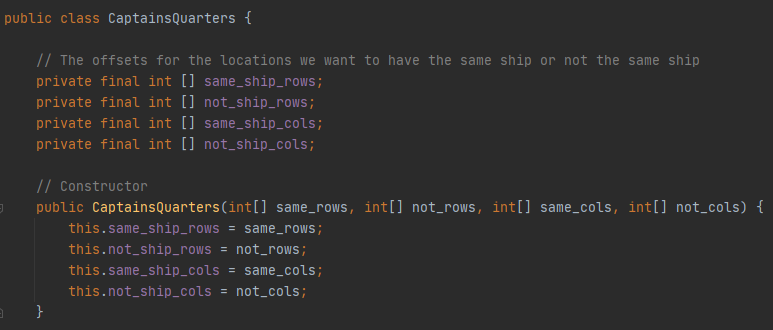 public class CaptainsQuarters {
// The offsets for the locations we want to have the same ship or not the same ship
private final int [] same_ship_rows;
private final int [] not_ship_rows;
private final int [] same_ship_cols;
private final int [] not_ship_cols;
// Constructor
public CaptainsQuarters(int[] same_rows, int[] not_rows, int[] same_cols, int[] not_cols) {
this.same_ship_rows = same_rows;
this.not_ship_rows = not_rows;
this.same_ship_cols = same_cols;
this.not_ship_cols = not_cols;
}